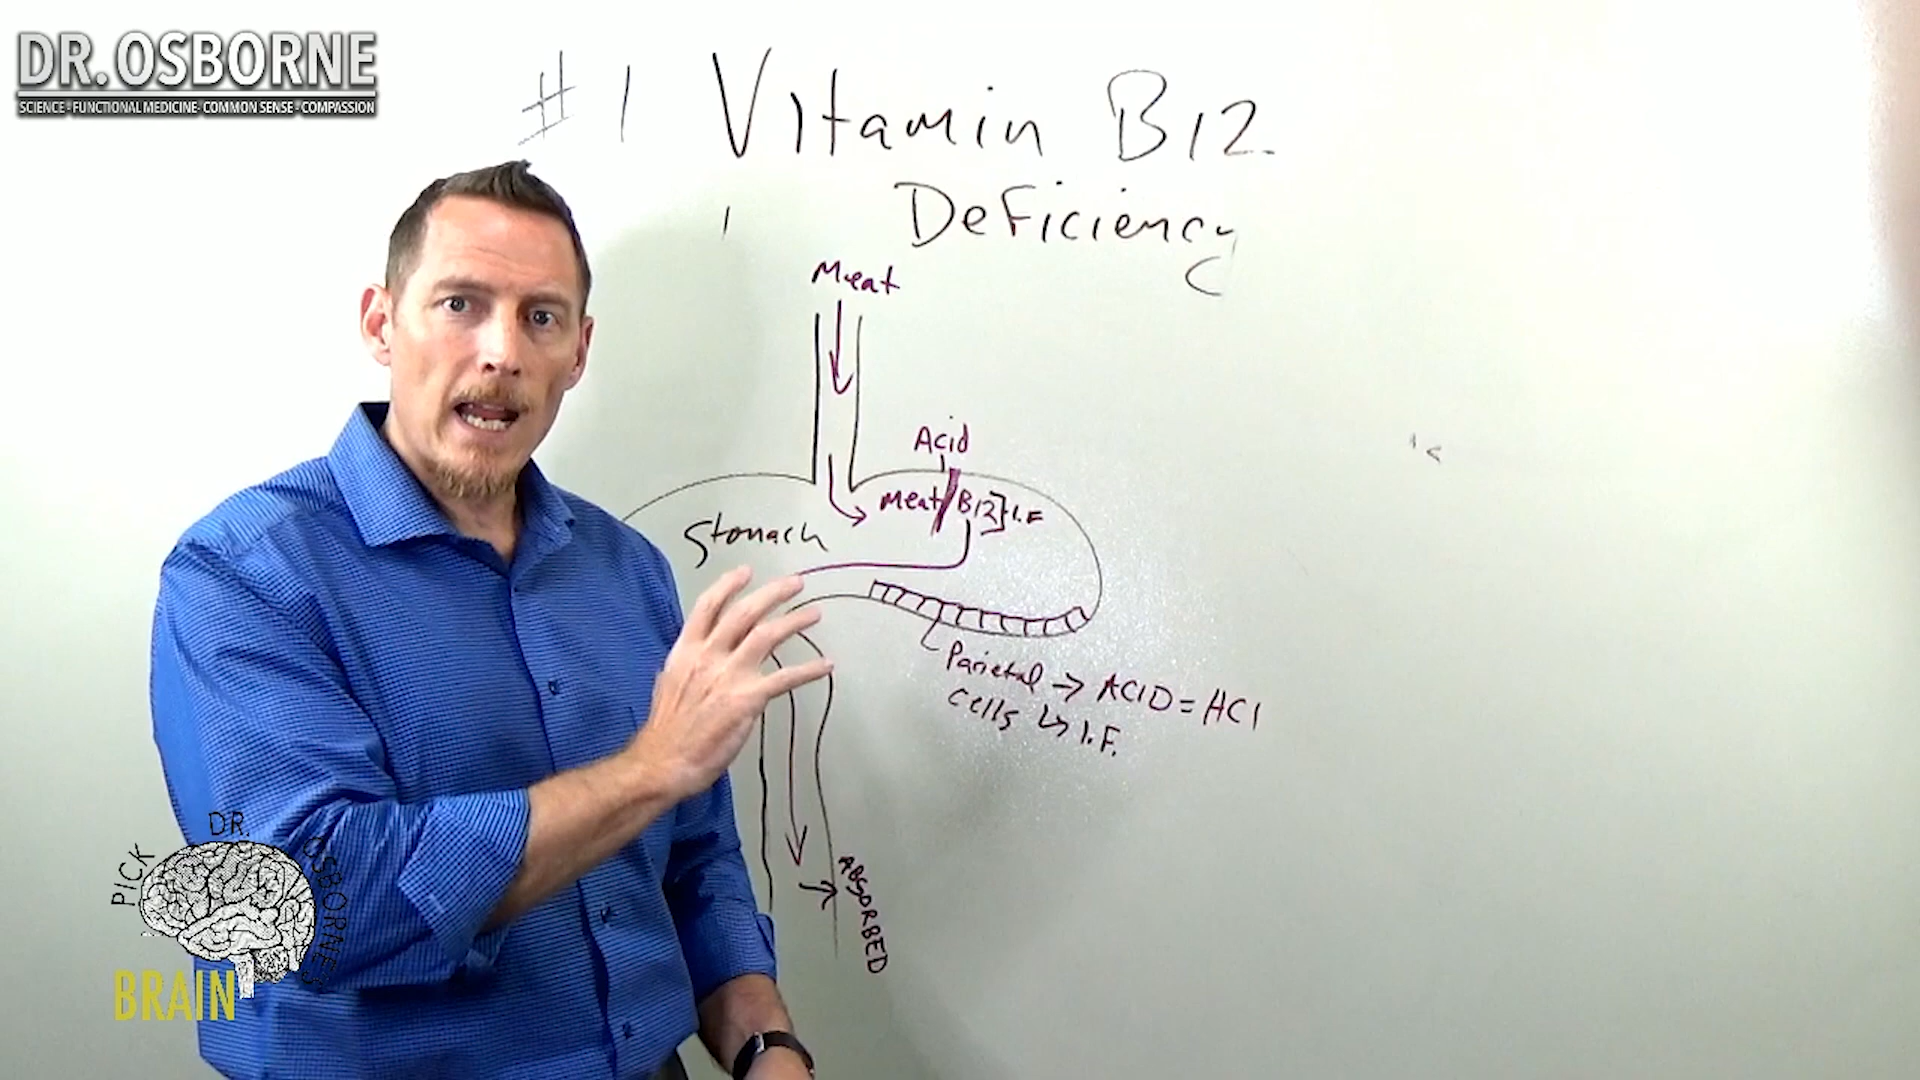 DR. OSBORNE
SCIENCE - FUNCTIONAL MEDICINE - COMMON SENSE - COMPASSION
#1 Vitamin B12
Deficiency
Meat
Acid
Meat / B12 } I.F
Stomach
Parietal → ACID = HCl
cells ↳ I.F.
ABSORBED
PICK DR. OSBORNE'S
BRAIN